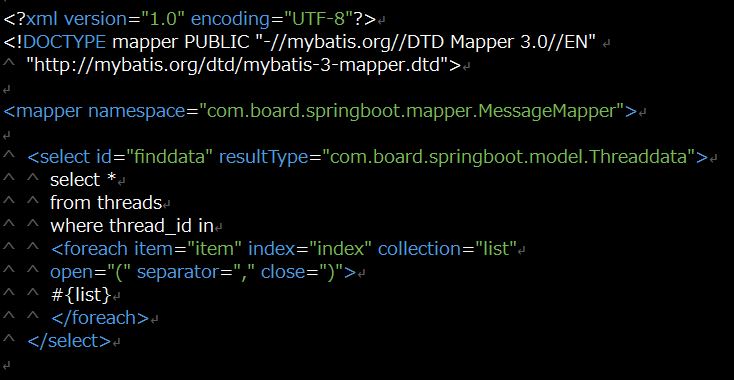 <?xml version="1.0" encoding="UTF-8"?>
<!DOCTYPE mapper PUBLIC "-//mybatis.org//DTD Mapper 3.0//EN"
"http://mybatis.org/dtd/mybatis-3-mapper.dtd">
<mapper namespace="com.board.springboot.mapper.MessageMapper">
<select id="finddata" resultType="com.board.springboot.model.Threaddata">
select *
from threads
where thread_id in
<foreach item="item" index="index" collection="list"
open="(" separator="," close=")">
#{list}
</foreach>
</select>